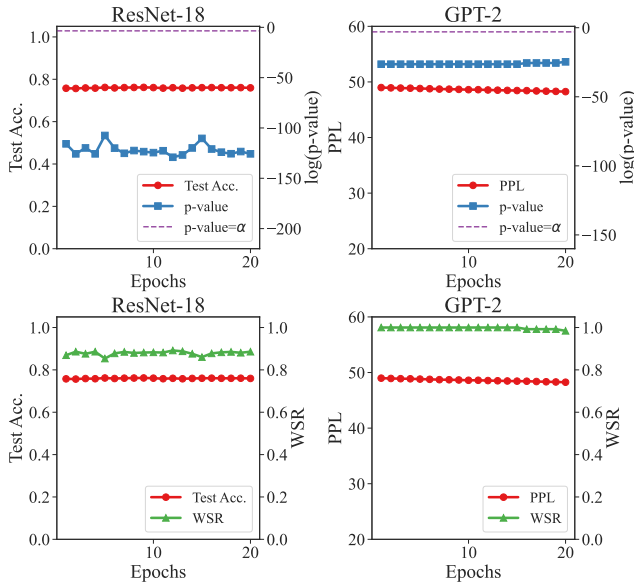 ResNet-18
1.0
0.8
0.6
0.4
0.2
0.0
Test Acc.
0
−50
−100
−150
−200
log(p-value)
Test Acc.
p-value
p-value=α
10
20
Epochs
GPT-2
60
50
40
30
20
PPL
0
−50
−100
−150
log(p-value)
PPL
p-value
p-value=α
10
20
Epochs
ResNet-18
1.0
0.8
0.6
0.4
0.2
0.0
Test Acc.
1.0
0.8
0.6
0.4
0.2
0.0
WSR
Test Acc.
WSR
10
20
Epochs
GPT-2
60
50
40
30
20
PPL
1.0
0.8
0.6
0.4
0.2
0.0
WSR
PPL
WSR
10
20
Epochs